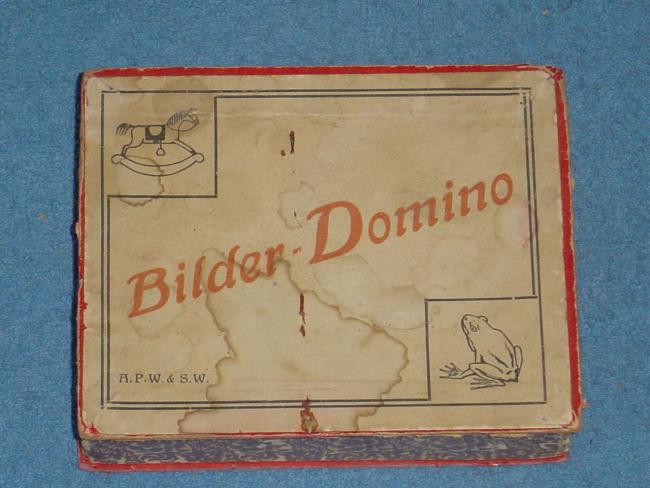 Bilder-Domino
A.P.W. & S.W.